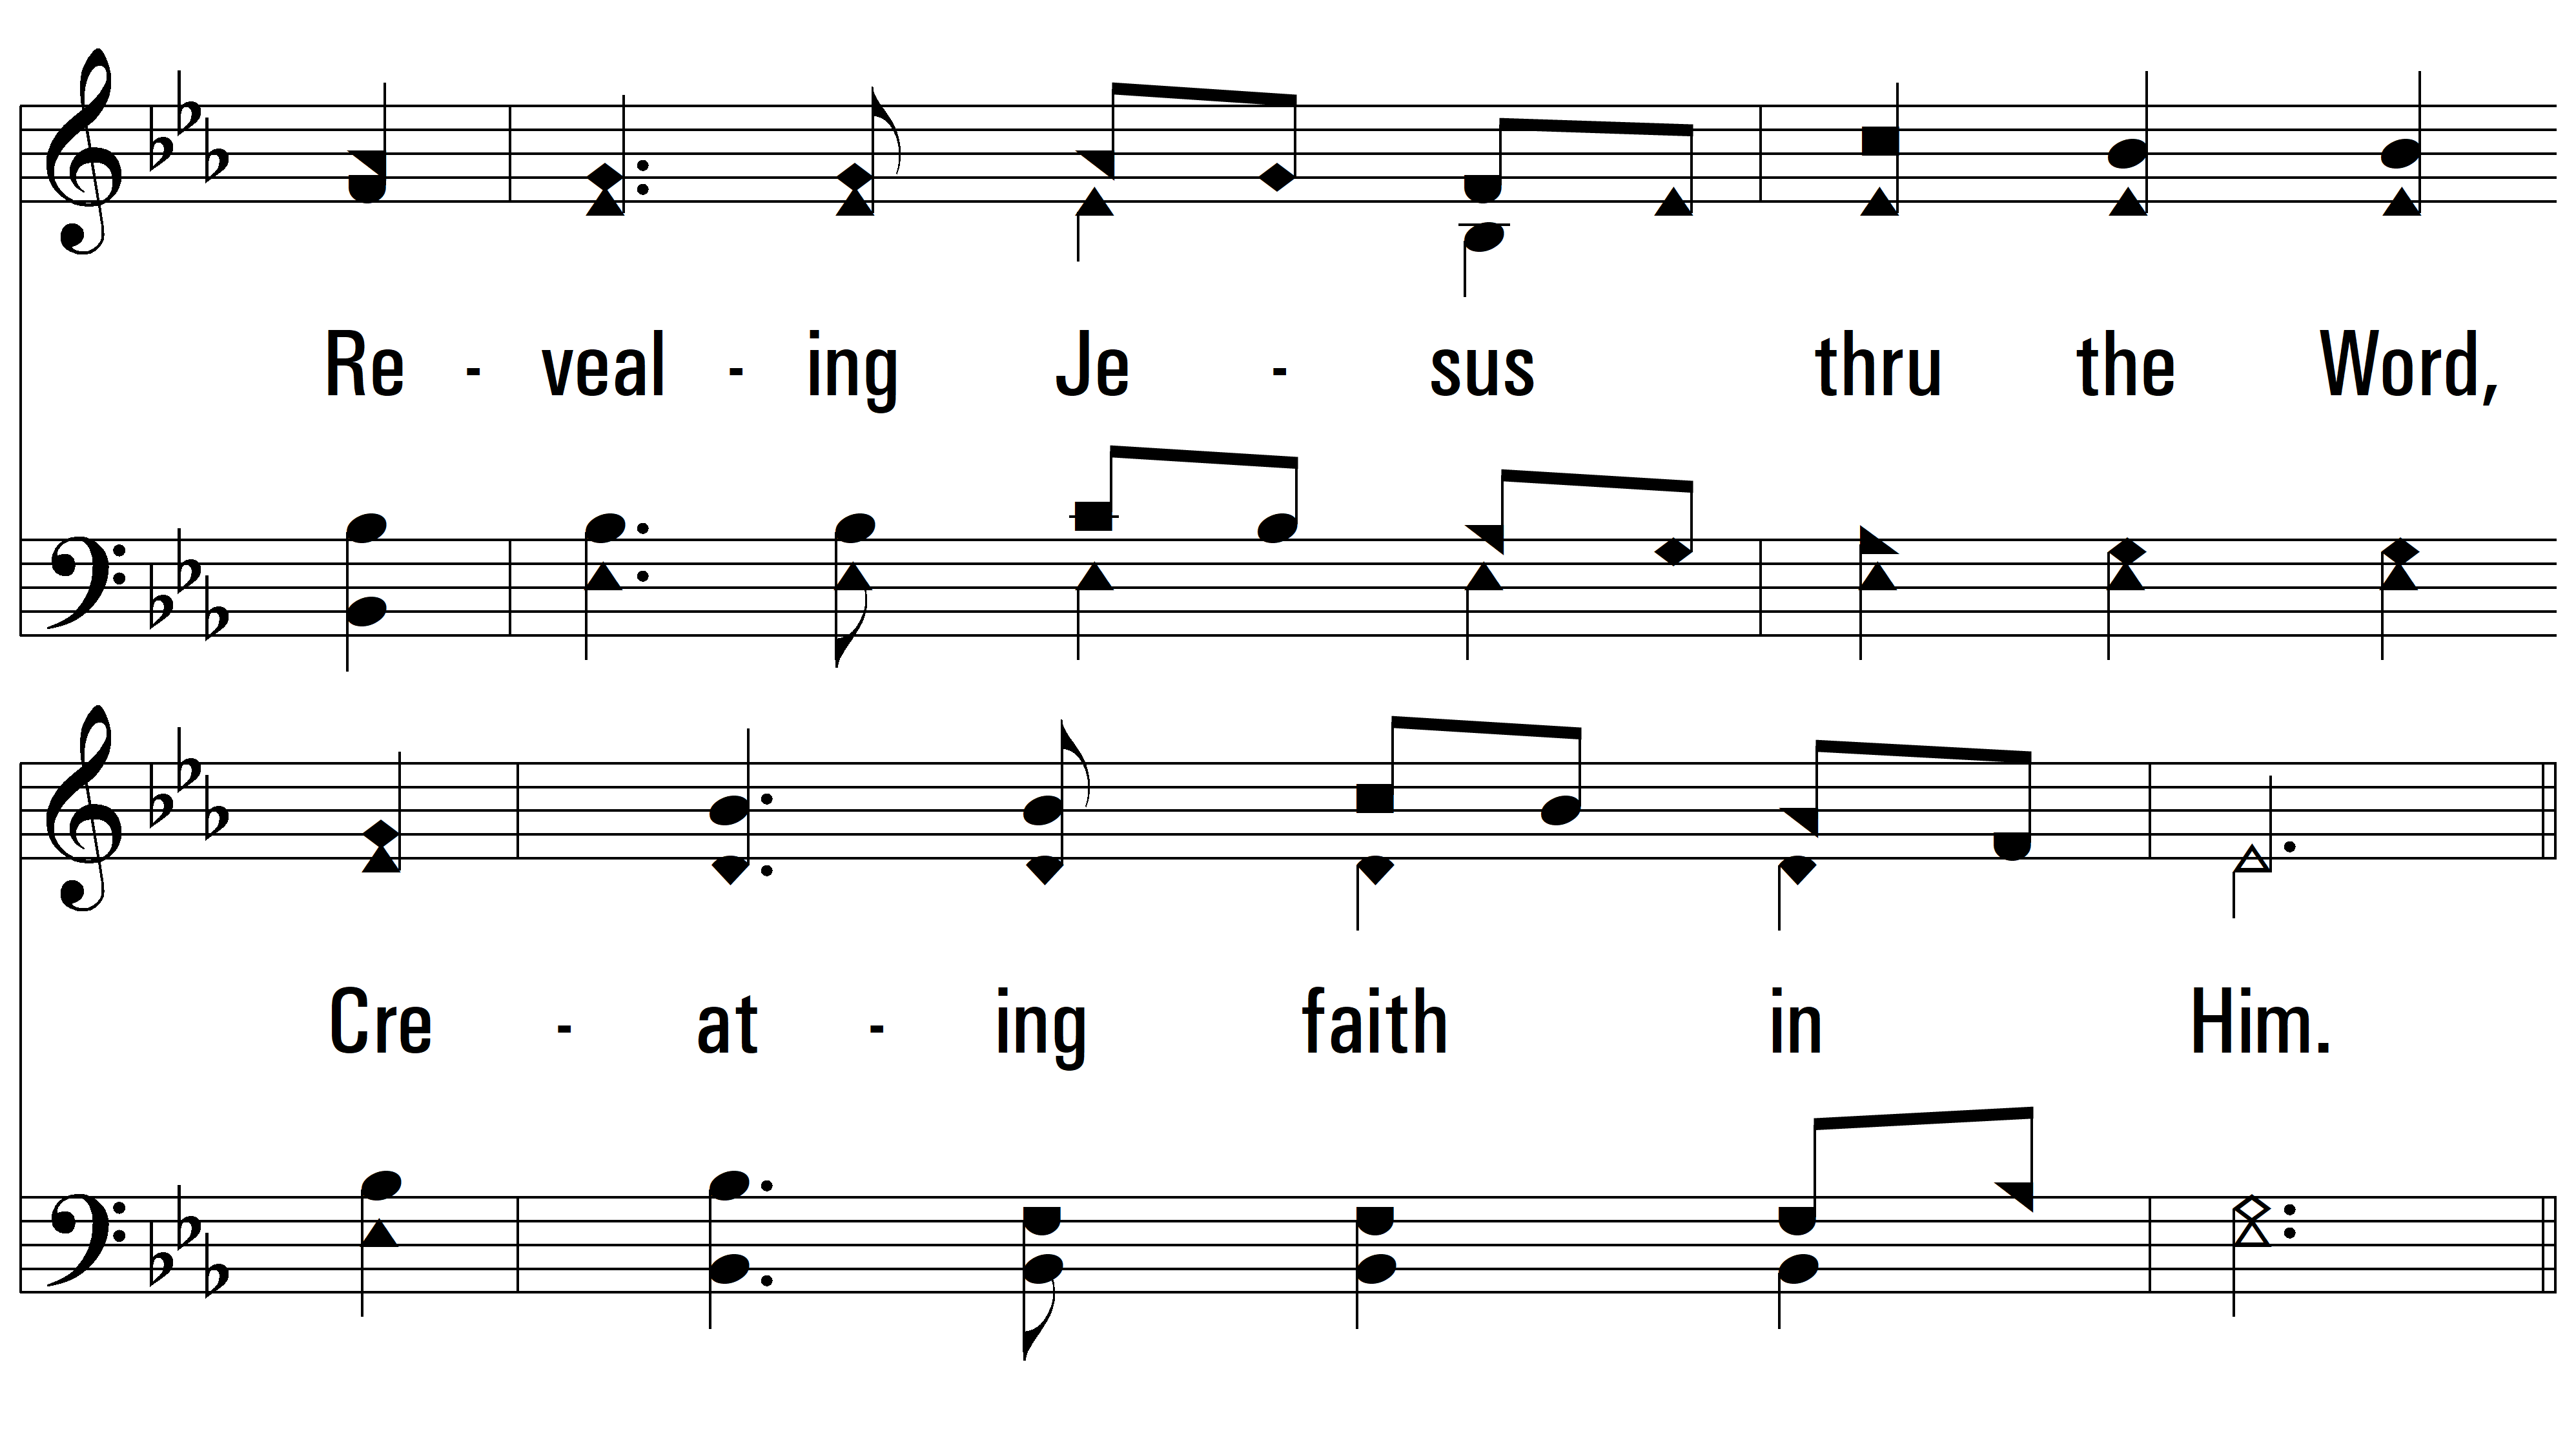 Re - veal - ing Je - sus thru the Word,
Cre - at - ing faith in Him.